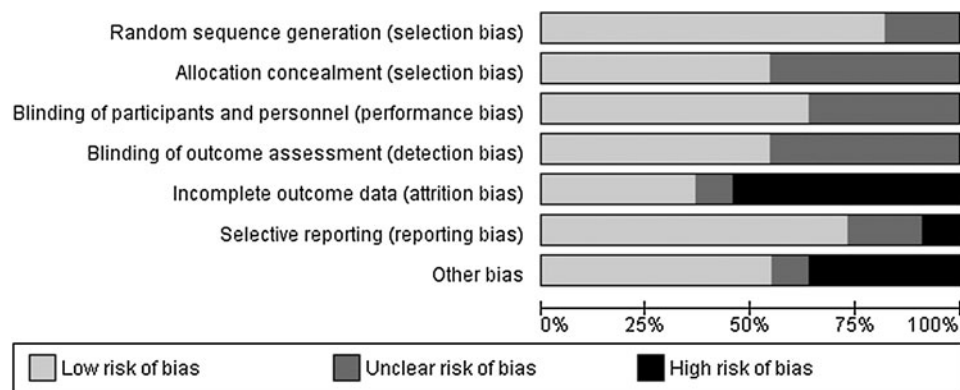 Random sequence generation (selection bias)
Allocation concealment (selection bias)
Blinding of participants and personnel (performance bias)
Blinding of outcome assessment (detection bias)
Incomplete outcome data (attrition bias)
Selective reporting (reporting bias)
Other bias
0% 25% 50% 75% 100%
Low risk of bias Unclear risk of bias High risk of bias